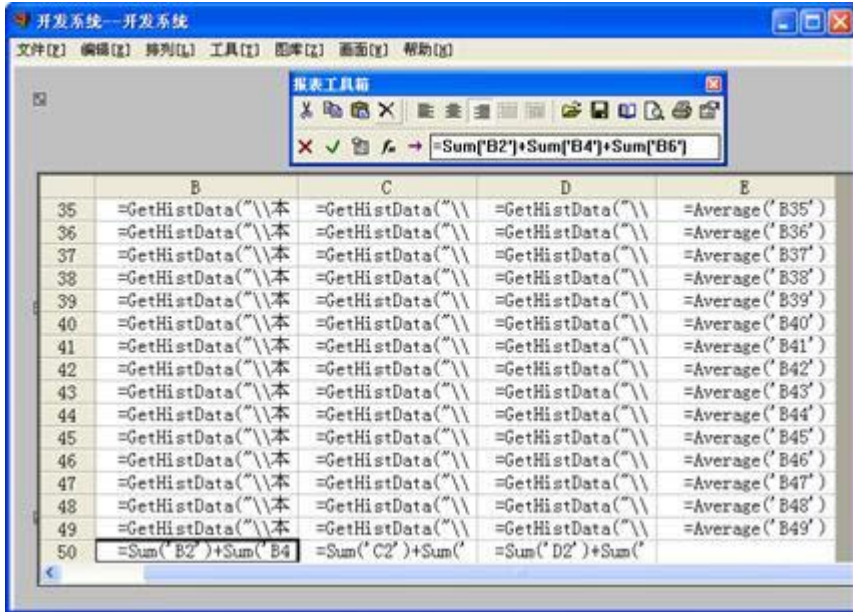 开发系统--开发系统
文件[F] 编辑[E] 排列[L] 工具[T] 图库[Z] 画面[Y] 帮助[H]
报表工具箱
=Sum('B2')+Sum('B4')+Sum('B6')
B C D E
35 =GetHistData("\\本 =GetHistData("\\ =GetHistData("\\ =Average('B35')
36 =GetHistData("\\本 =GetHistData("\\ =GetHistData("\\ =Average('B36')
37 =GetHistData("\\本 =GetHistData("\\ =GetHistData("\\ =Average('B37')
38 =GetHistData("\\本 =GetHistData("\\ =GetHistData("\\ =Average('B38')
39 =GetHistData("\\本 =GetHistData("\\ =GetHistData("\\ =Average('B39')
40 =GetHistData("\\本 =GetHistData("\\ =GetHistData("\\ =Average('B40')
41 =GetHistData("\\本 =GetHistData("\\ =GetHistData("\\ =Average('B41')
42 =GetHistData("\\本 =GetHistData("\\ =GetHistData("\\ =Average('B42')
43 =GetHistData("\\本 =GetHistData("\\ =GetHistData("\\ =Average('B43')
44 =GetHistData("\\本 =GetHistData("\\ =GetHistData("\\ =Average('B44')
45 =GetHistData("\\本 =GetHistData("\\ =GetHistData("\\ =Average('B45')
46 =GetHistData("\\本 =GetHistData("\\ =GetHistData("\\ =Average('B46')
47 =GetHistData("\\本 =GetHistData("\\ =GetHistData("\\ =Average('B47')
48 =GetHistData("\\本 =GetHistData("\\ =GetHistData("\\ =Average('B48')
49 =GetHistData("\\本 =GetHistData("\\ =GetHistData("\\ =Average('B49')
50 =Sum('B2')+Sum('B4 =Sum('C2')+Sum(' =Sum('D2')+Sum('